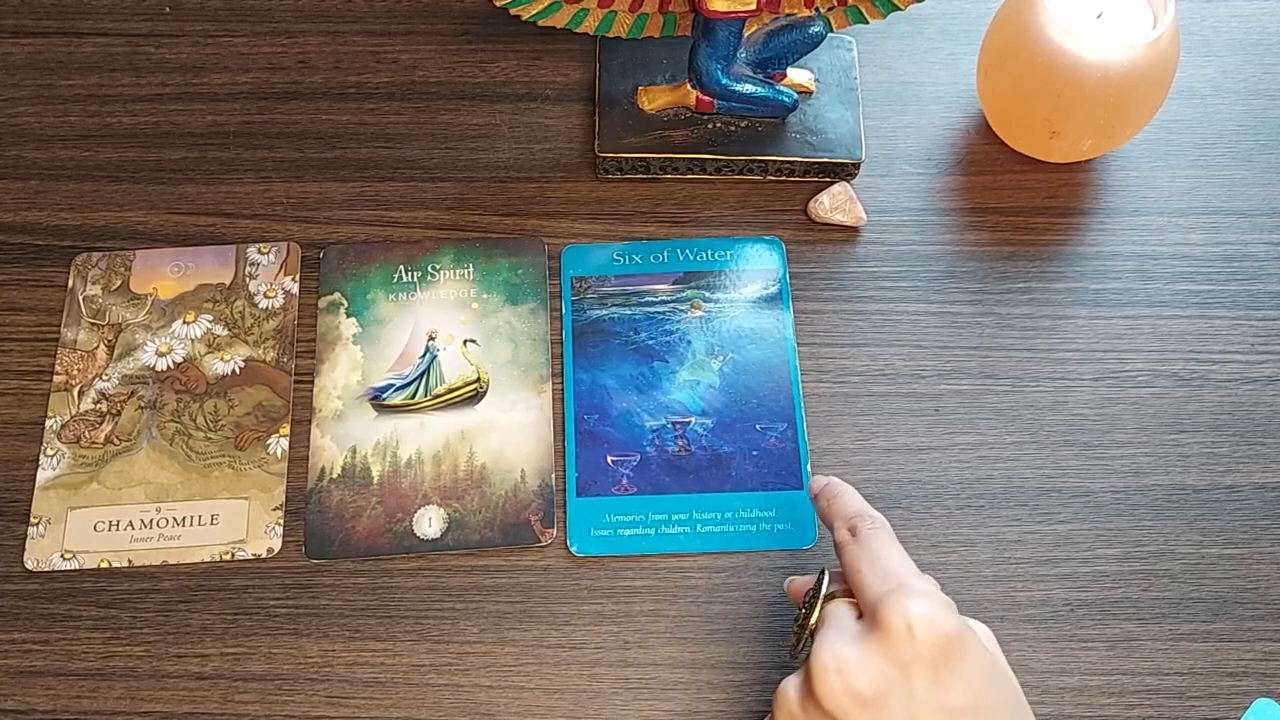 9
CHAMOMILE
Inner Peace
Air Spirit
KNOWLEDGE
1
Six of Water
Memories from your history or childhood.
Issues regarding children. Romanticizing the past.